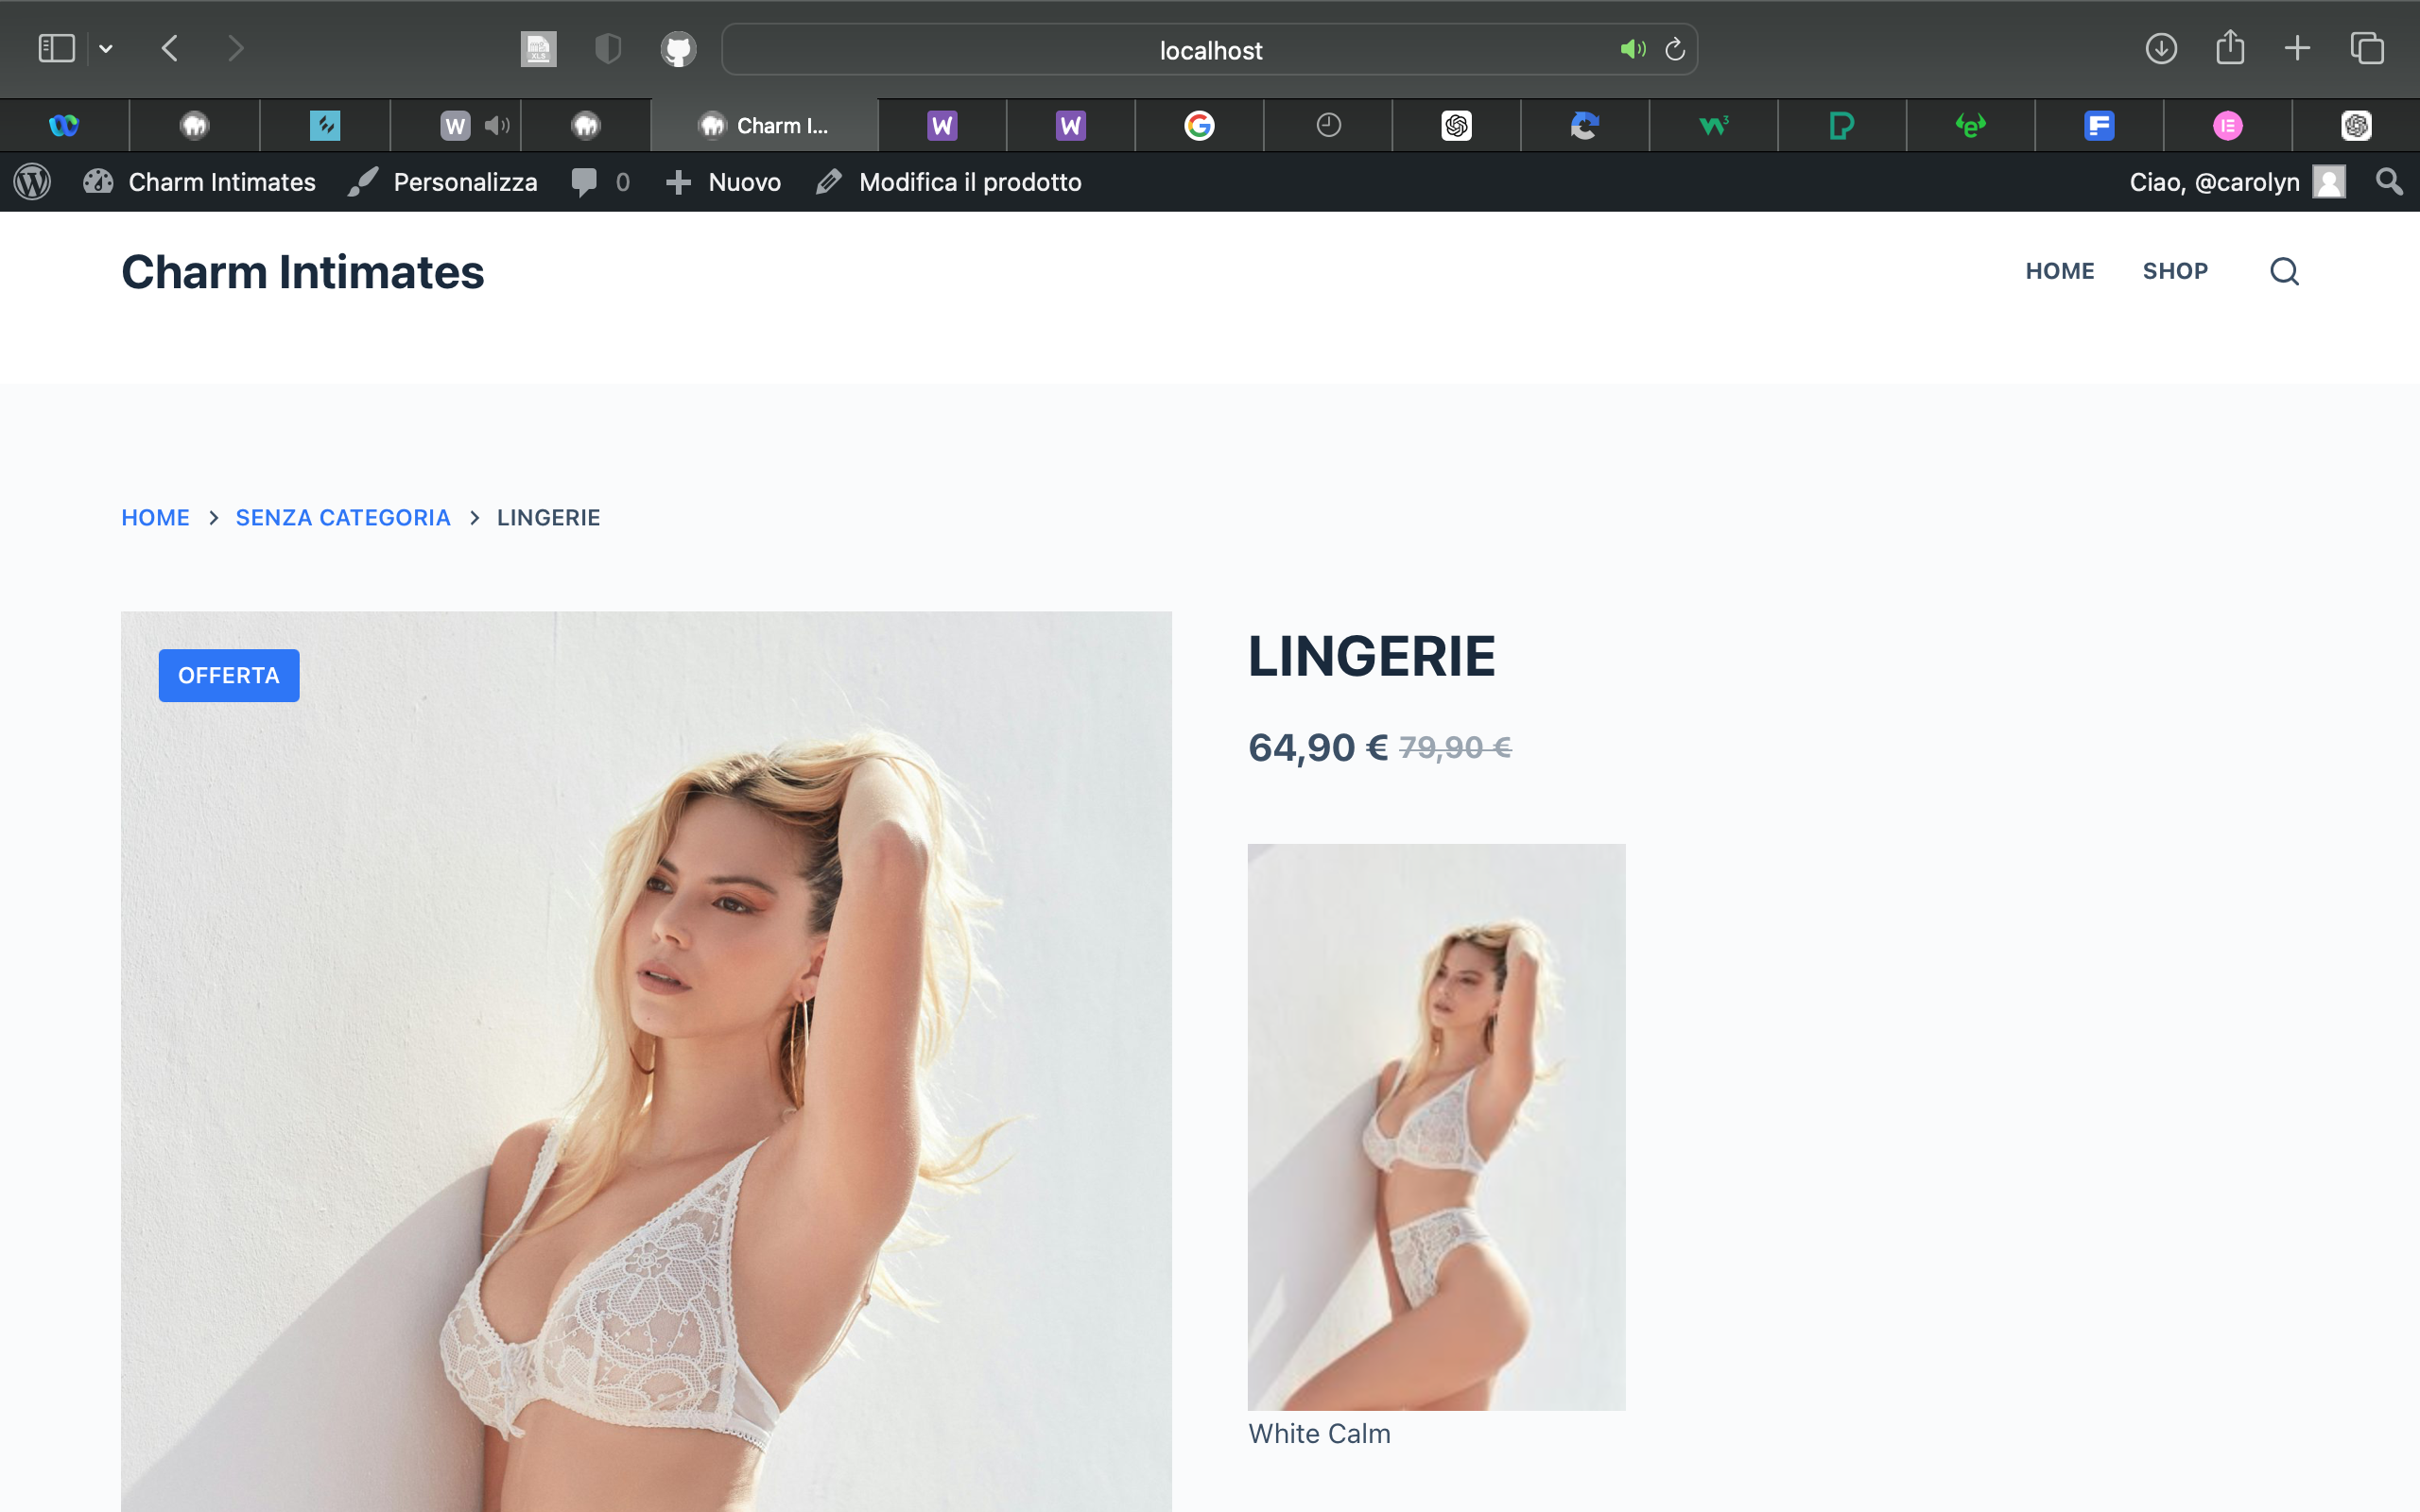 localhost
Charm I...
Charm Intimates
Personalizza
0
Nuovo
Modifica il prodotto
Ciao, @carolyn
Charm Intimates
HOME
SHOP
HOME > SENZA CATEGORIA > LINGERIE
OFFERTA
LINGERIE
64,90 € 79,90 €
White Calm